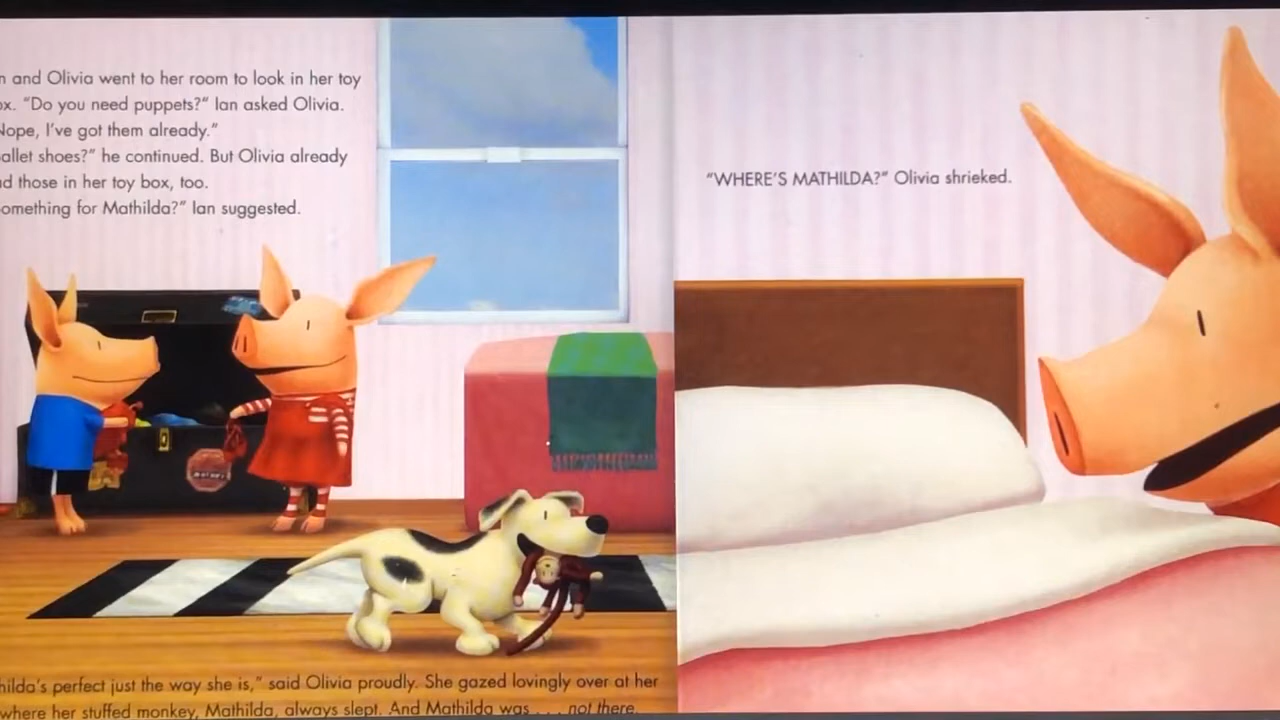 and Olivia went to her room to look in her toy
"Do you need puppets?" Ian asked Olivia.
I've got them already."
shoes?" he continued. But Olivia already
those in her toy box, too.
for Mathilda?" Ian suggested.
perfect just the way she is," said Olivia proudly. She gazed lovingly over at her
where her stuffed monkey, Mathilda, always slept. And Mathilda was . . . not there.
"WHERE'S MATHILDA?" Olivia shrieked.